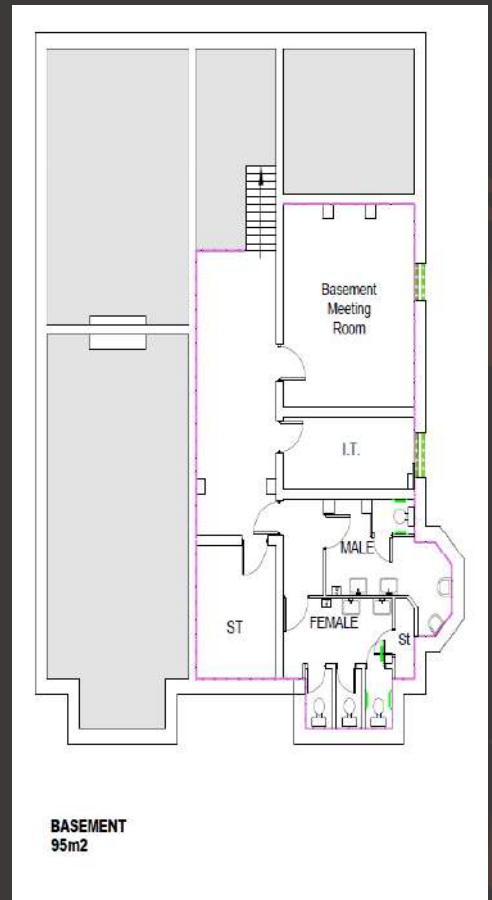 Basement
Meeting
Room
I.T.
MALE
ST
FEMALE
St
BASEMENT
95m2